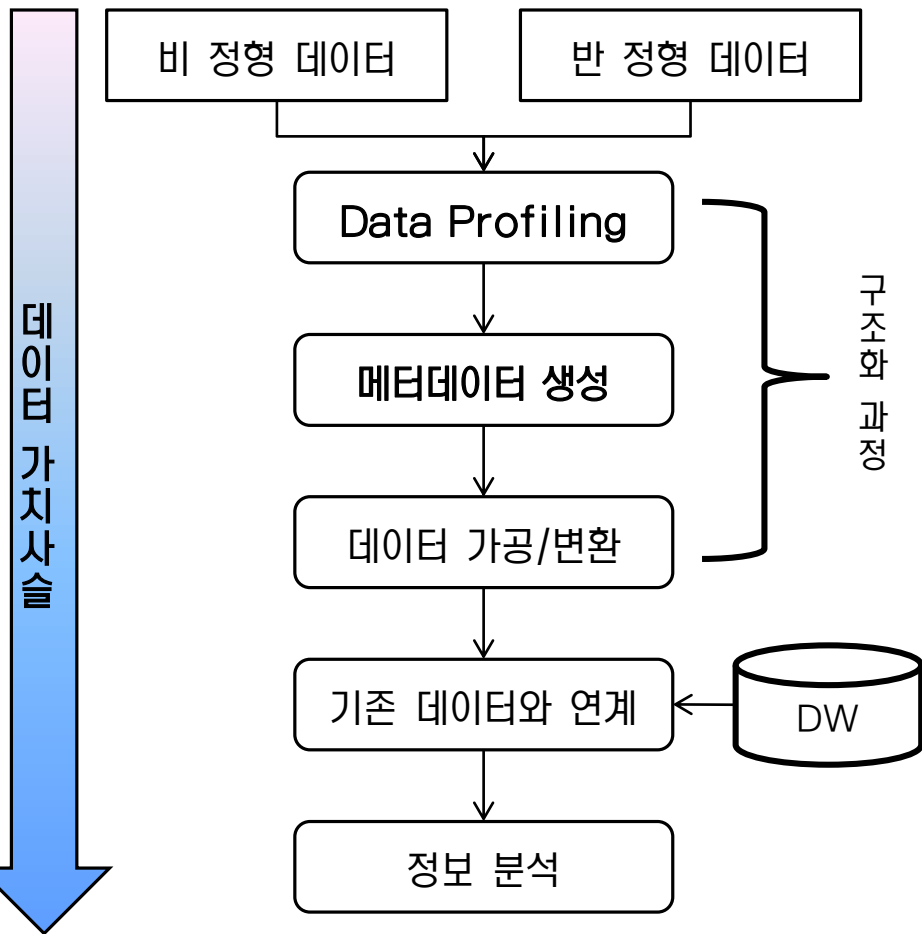 비 정형 데이터
반 정형 데이터
Data Profiling
메터데이터 생성
데이터 가공/변환
기존 데이터와 연계
정보 분석
DW
구조화 과정
데이터 가치사슬